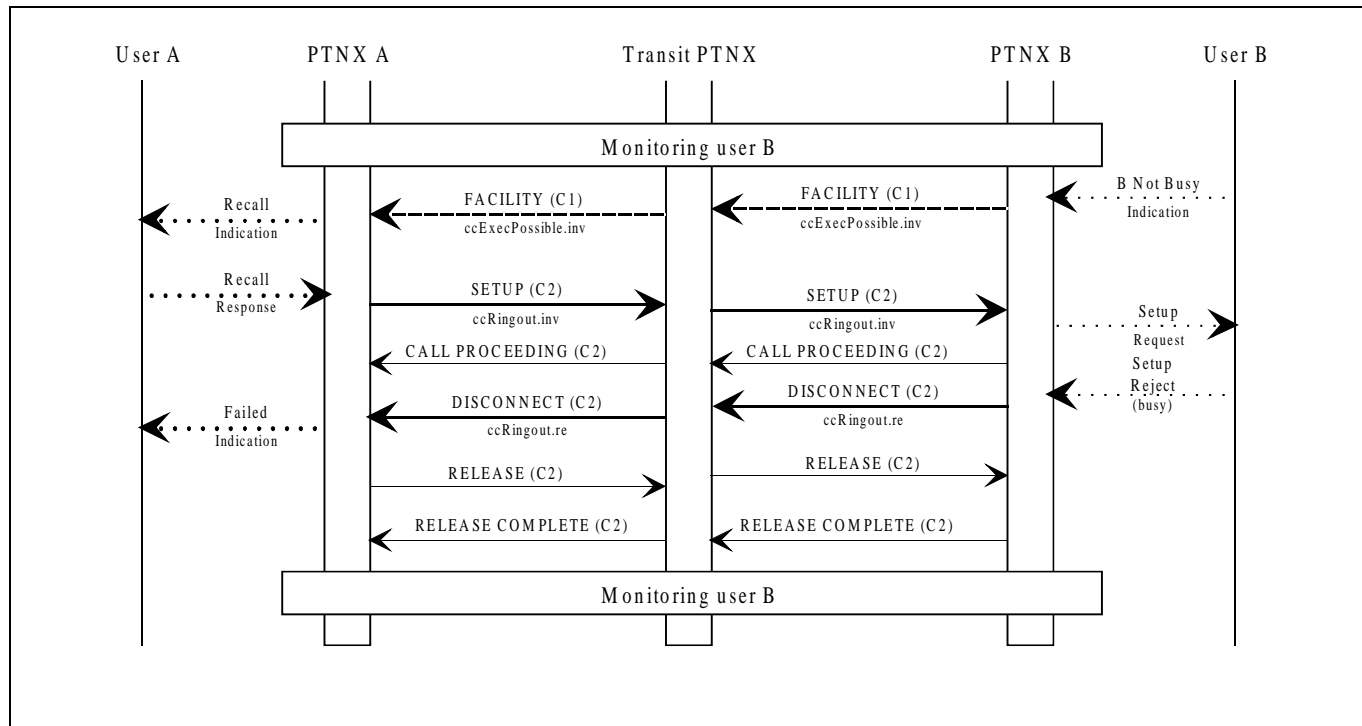 User A PTNX A Transit PTNX PTNX B User B
Monitoring user B
Recall
Indication
FACILITY (C1)
ccExecPossible.inv
FACILITY (C1)
ccExecPossible.inv
B Not Busy
Indication
Recall
Response
SETUP (C2)
ccRingout.inv
SETUP (C2)
ccRingout.inv
Setup
Request
CALL PROCEEDING (C2)
CALL PROCEEDING (C2)
Setup
Reject
(busy)
Failed
Indication
DISCONNECT (C2)
ccRingout.re
DISCONNECT (C2)
ccRingout.re
RELEASE (C2)
RELEASE (C2)
RELEASE COMPLETE (C2)
RELEASE COMPLETE (C2)
Monitoring user B